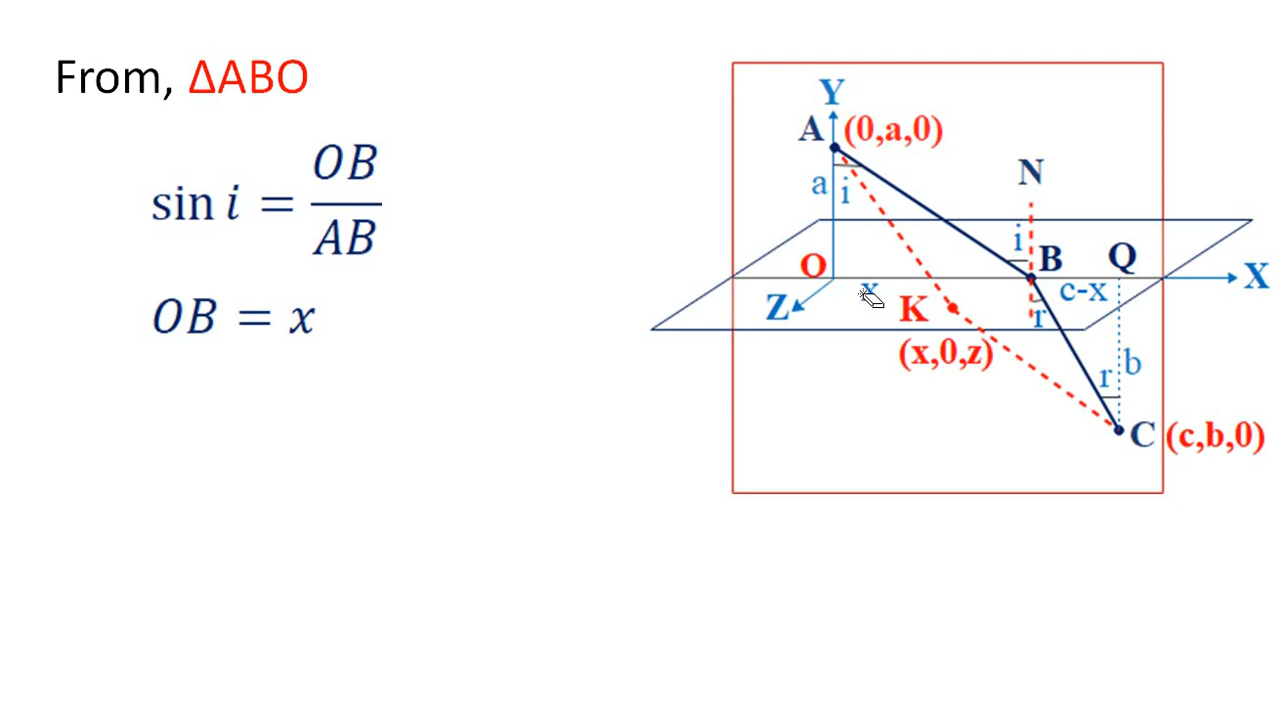 From, ΔABO
sin i = OB/AB
OB = x
Y
A (0,a,0)
N
a i
i
O B Q X
x c-x
Z K r
(x,0,z)
r b
C (c,b,0)